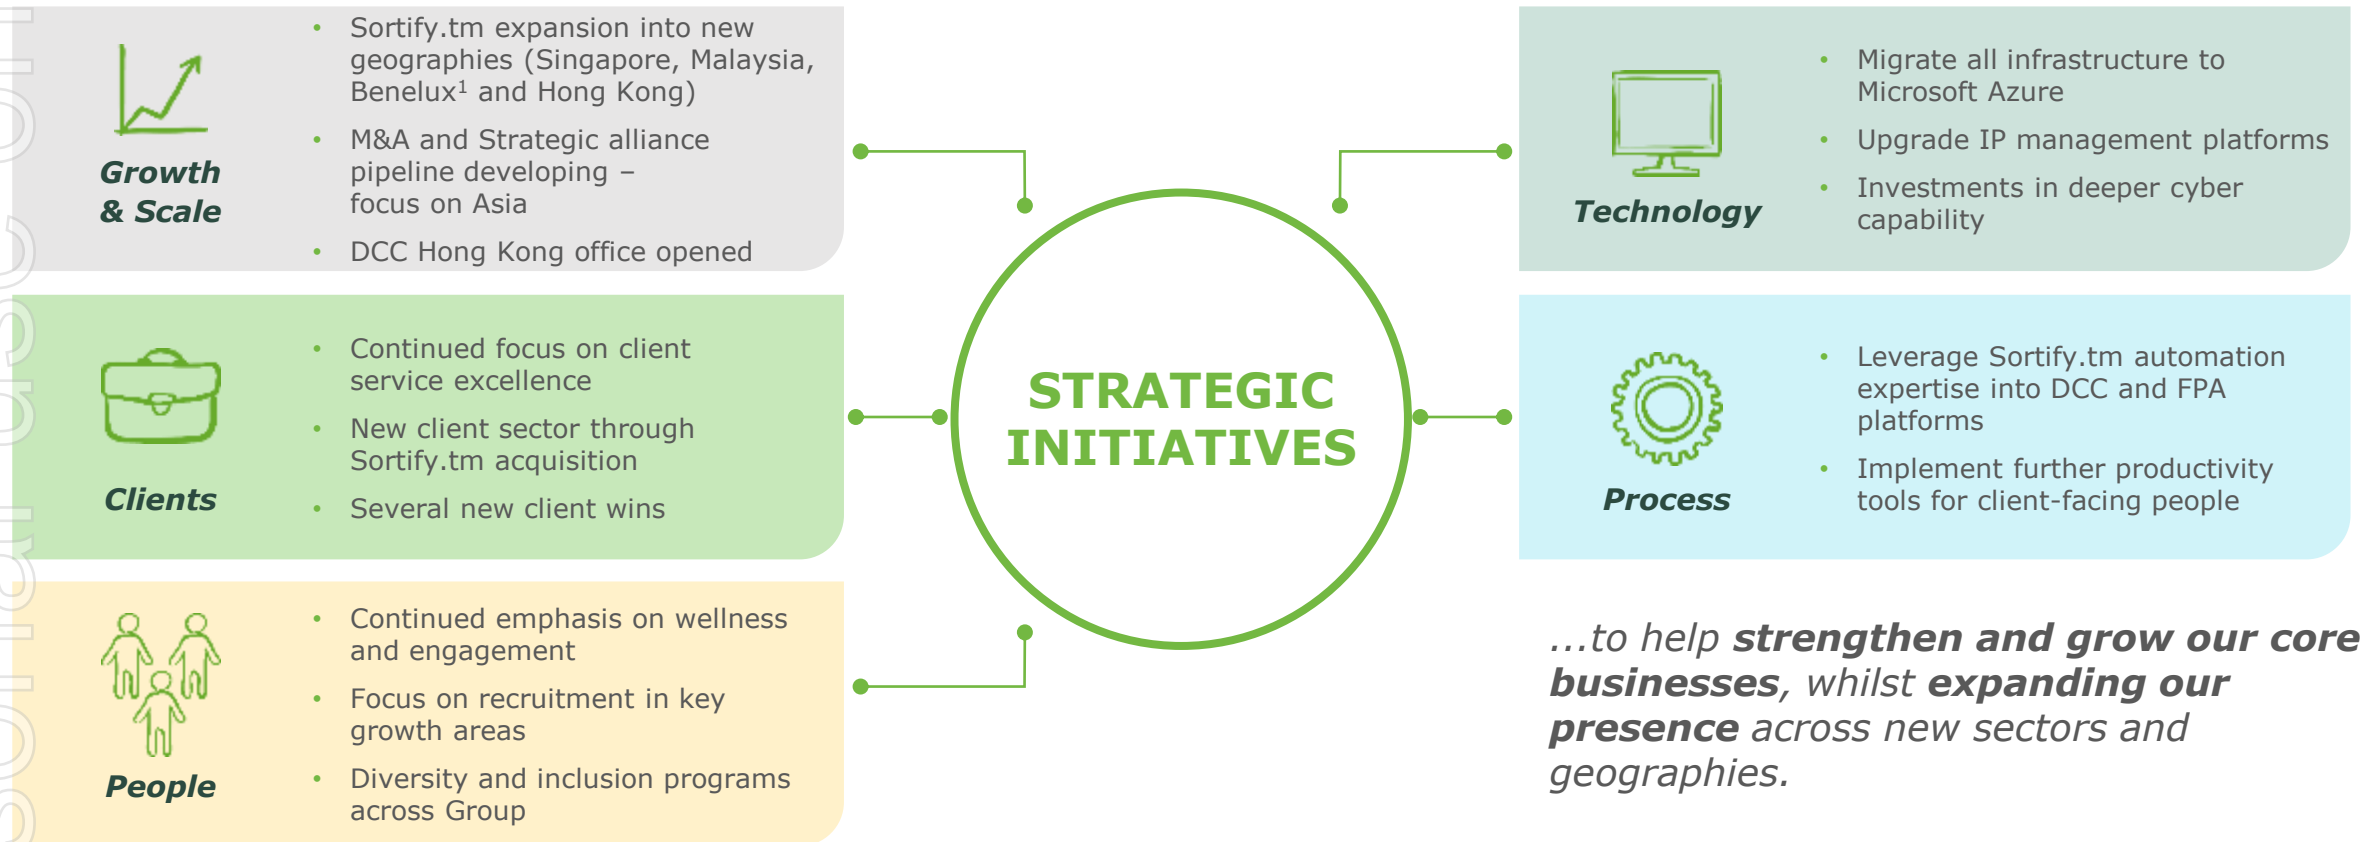 Sortify.tm expansion into new
geographies (Singapore, Malaysia,
Benelux¹ and Hong Kong)
M&A and Strategic alliance
pipeline developing –
focus on Asia
DCC Hong Kong office opened
Growth
& Scale
Continued focus on client
service excellence
New client sector through
Sortify.tm acquisition
Several new client wins
Clients
Continued emphasis on wellness
and engagement
Focus on recruitment in key
growth areas
Diversity and inclusion programs
across Group
People
STRATEGIC
INITIATIVES
Migrate all infrastructure to
Microsoft Azure
Upgrade IP management platforms
Investments in deeper cyber
capability
Technology
Leverage Sortify.tm automation
expertise into DCC and FPA
platforms
Implement further productivity
tools for client-facing people
Process
...to help strengthen and grow our core
businesses, whilst expanding our
presence across new sectors and
geographies.